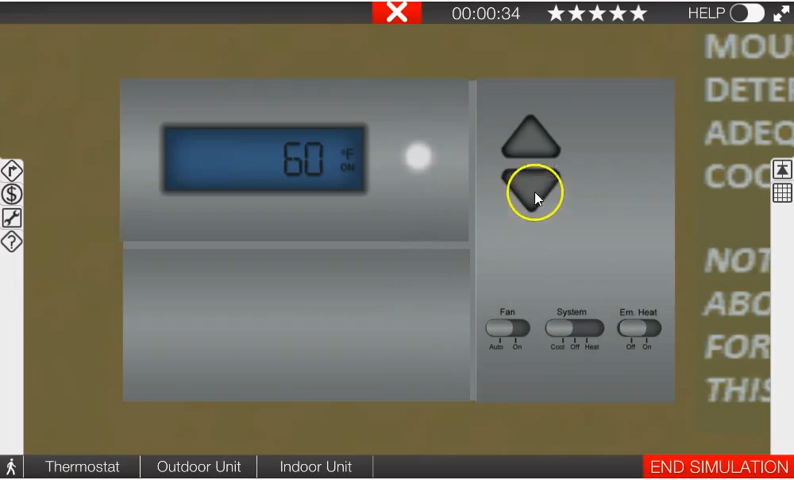 00:00:34
HELP
MOU
DETER
ADEQ
COO
60 °F
ON
NOT
ABO
FOR
THIS
Fan
System
Em. Heat
Auto On
Cool Off Heat
Off On
$
?
Thermostat
Outdoor Unit
Indoor Unit
END SIMULATION